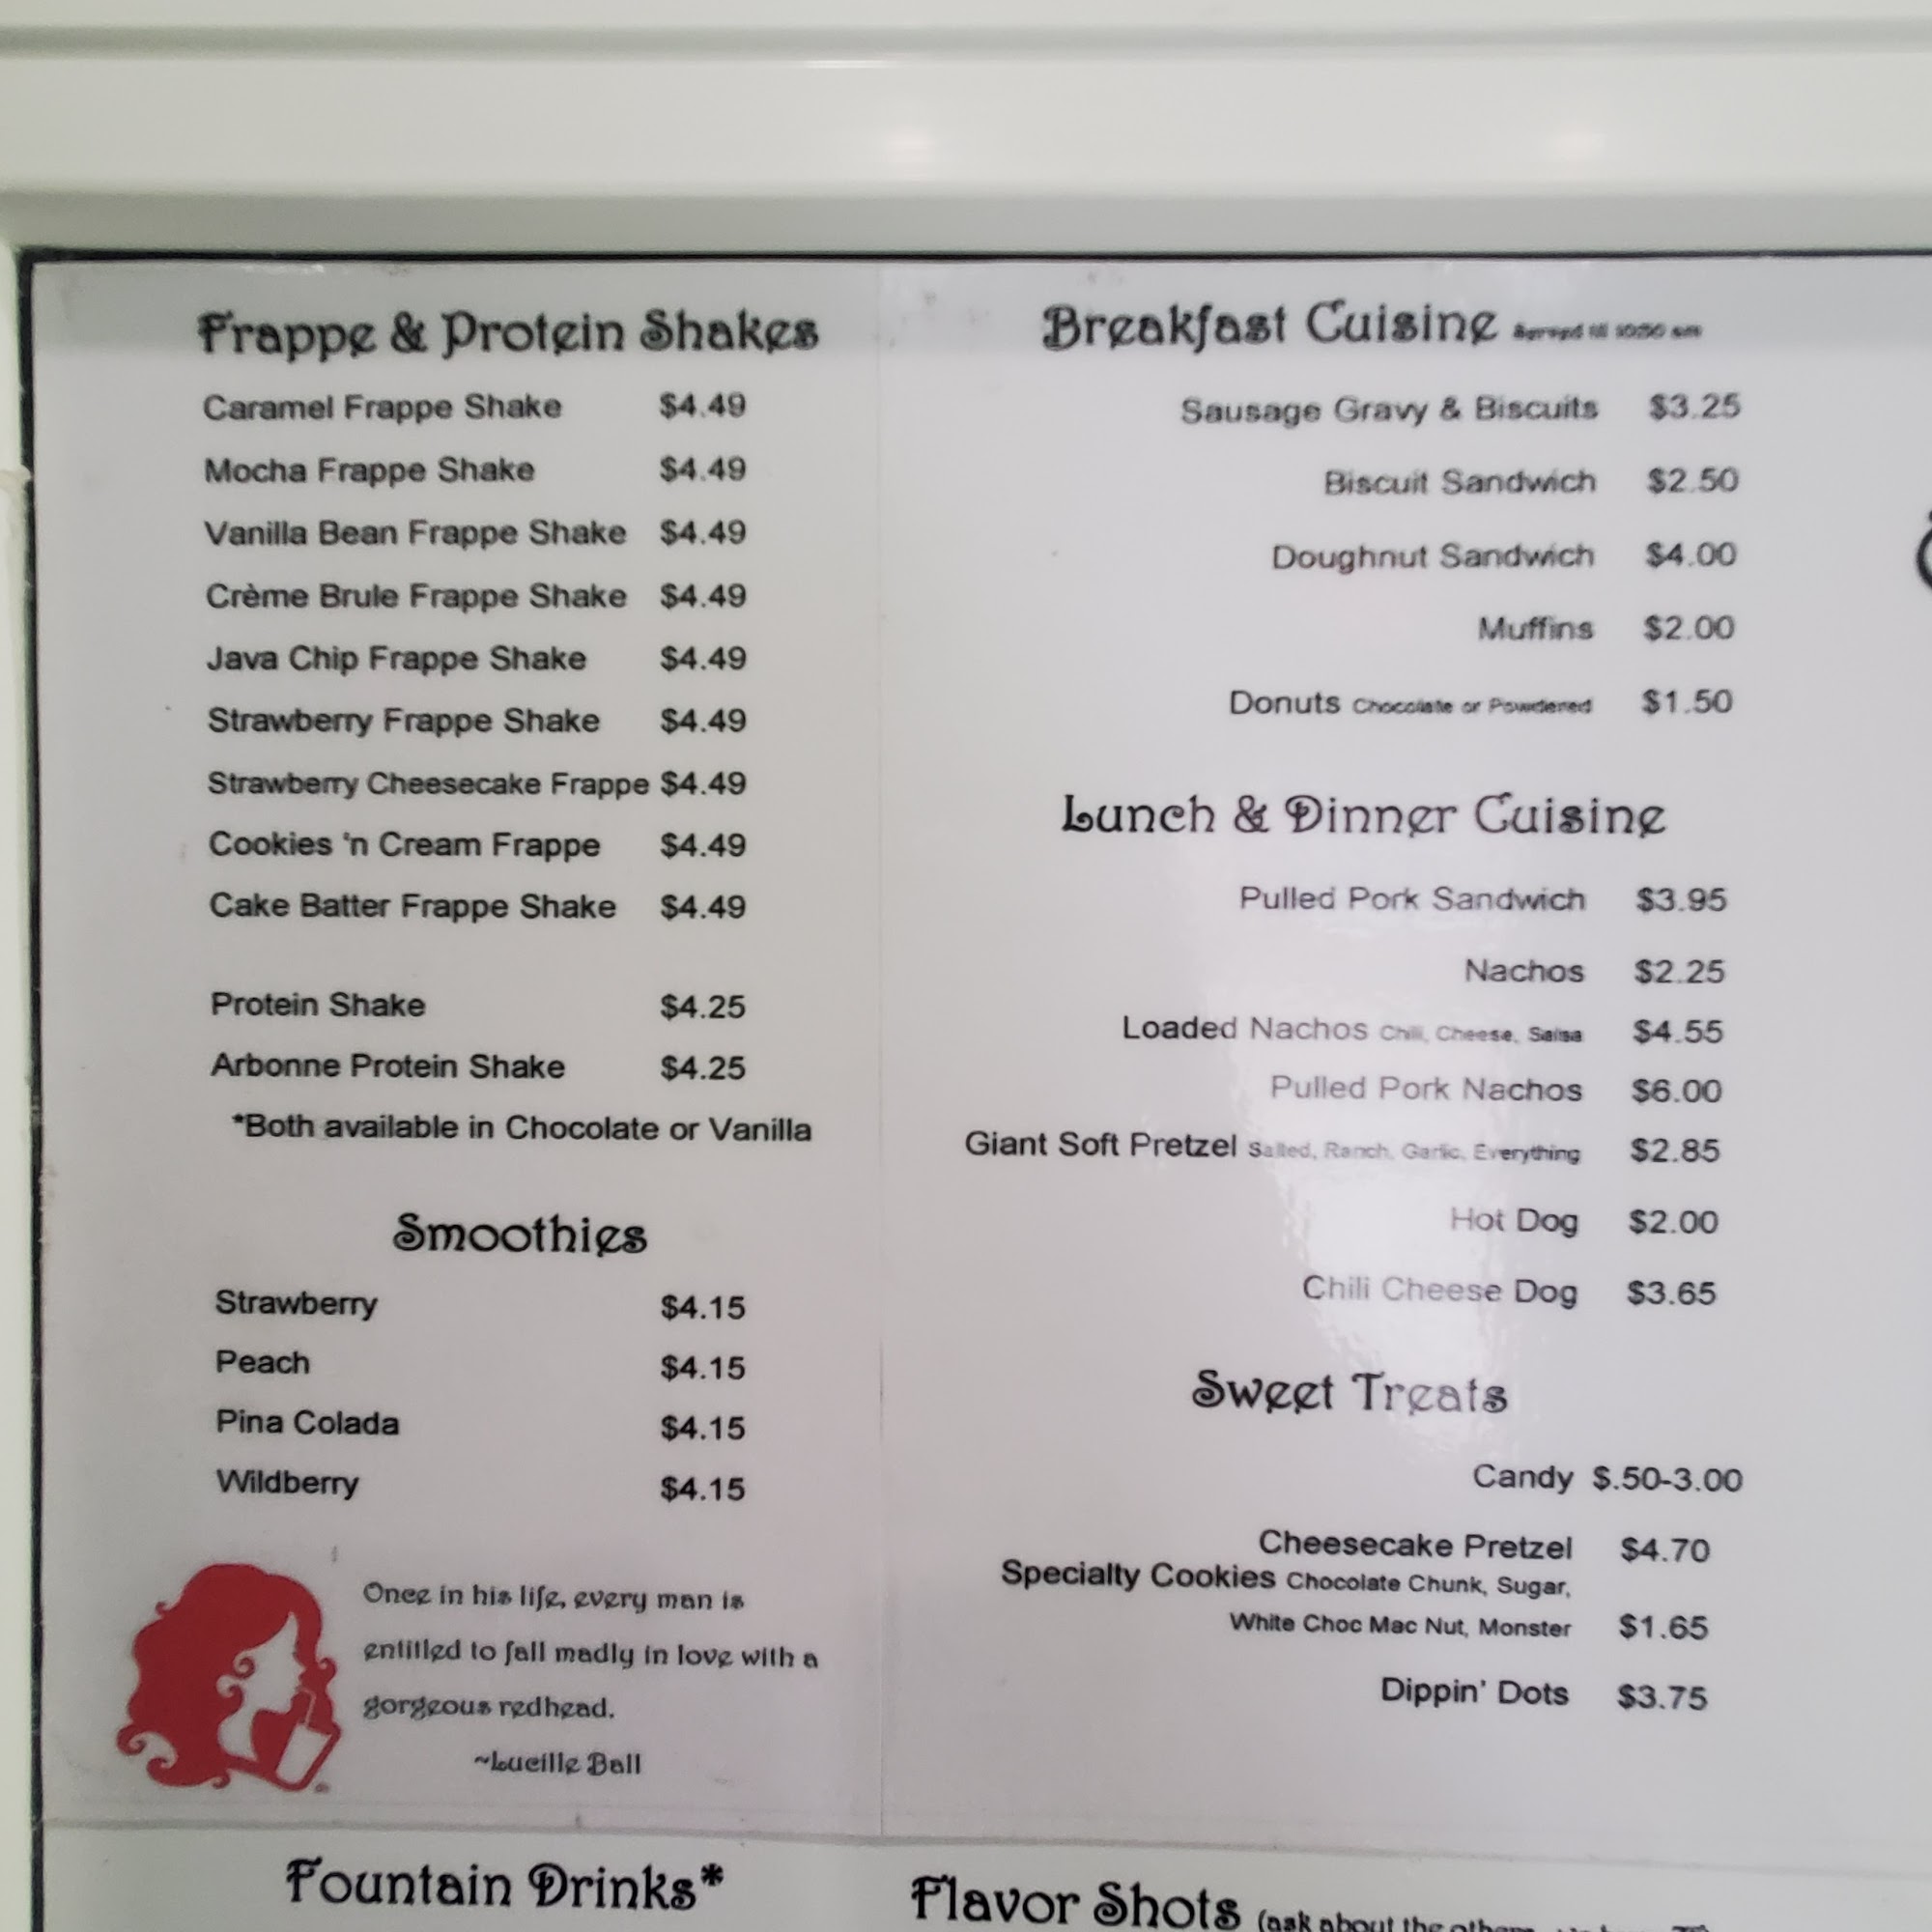 Frappe & Protein Shakes
Caramel Frappe Shake $4.49
Mocha Frappe Shake $4.49
Vanilla Bean Frappe Shake $4.49
Crème Brule Frappe Shake $4.49
Java Chip Frappe Shake $4.49
Strawberry Frappe Shake $4.49
Strawberry Cheesecake Frappe $4.49
Cookies 'n Cream Frappe $4.49
Cake Batter Frappe Shake $4.49
Protein Shake $4.25
Arbonne Protein Shake $4.25
*Both available in Chocolate or Vanilla
Smoothies
Strawberry $4.15
Peach $4.15
Pina Colada $4.15
Wildberry $4.15
Once in his life, every man is
entitled to fall madly in love with a
gorgeous redhead.
~Lucille Ball
Breakfast Cuisine Served til 10:30 am
Sausage Gravy & Biscuits $3.25
Biscuit Sandwich $2.50
Doughnut Sandwich $4.00
Muffins $2.00
Donuts Chocolate or Powdered $1.50
Lunch & Dinner Cuisine
Pulled Pork Sandwich $3.95
Nachos $2.25
Loaded Nachos Chili, Cheese, Salsa $4.55
Pulled Pork Nachos $6.00
Giant Soft Pretzel Salted, Ranch, Garlic, Everything $2.85
Hot Dog $2.00
Chili Cheese Dog $3.65
Sweet Treats
Candy $.50-3.00
Cheesecake Pretzel $4.70
Specialty Cookies Chocolate Chunk, Sugar,
White Choc Mac Nut, Monster $1.65
Dippin' Dots $3.75
Fountain Drinks*
Flavor Shots (ask about the others